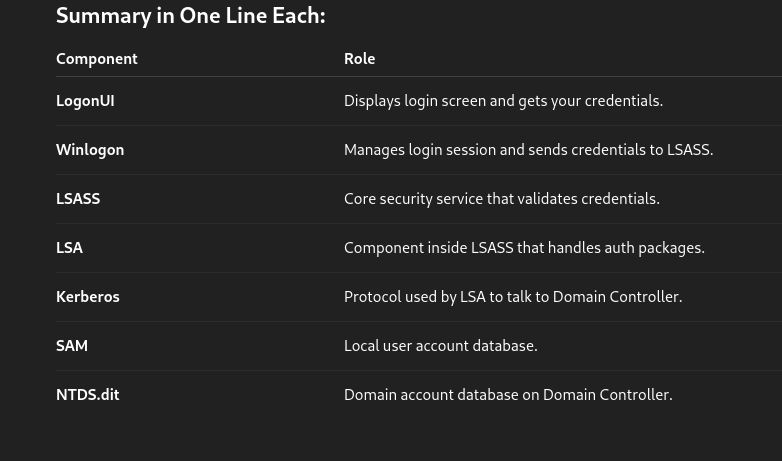 Summary in One Line Each:
Component Role
LogonUI Displays login screen and gets your credentials.
Winlogon Manages login session and sends credentials to LSASS.
LSASS Core security service that validates credentials.
LSA Component inside LSASS that handles auth packages.
Kerberos Protocol used by LSA to talk to Domain Controller.
SAM Local user account database.
NTDS.dit Domain account database on Domain Controller.